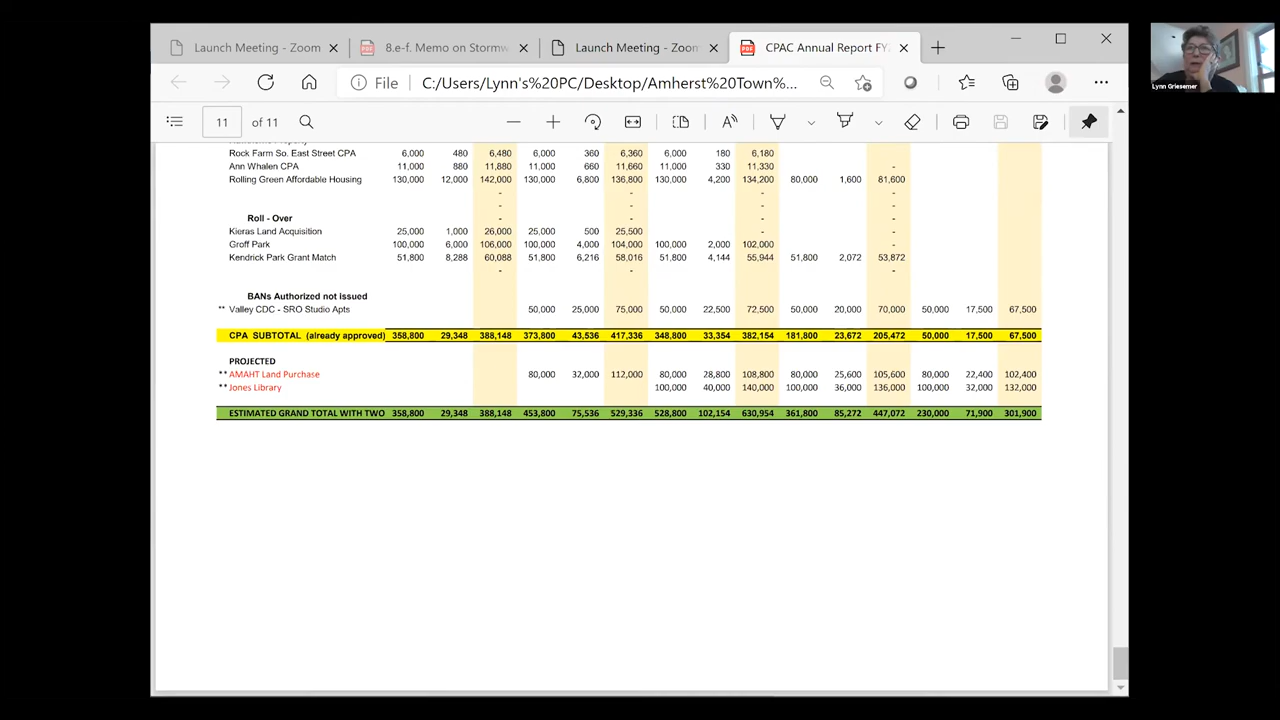 Launch Meeting - Zoom
8.e-f. Memo on Stormw
Launch Meeting - Zoom
CPAC Annual Report FY
File C:/Users/Lynn's%20PC/Desktop/Amherst%20Town%...
11 of 11
Lynn Griesemer
Rock Farm So. East Street CPA 6,000 480 6,480 6,000 360 6,360 6,000 180 6,180
Ann Whalen CPA 11,000 880 11,880 11,000 660 11,660 11,000 330 11,330 -
Rolling Green Affordable Housing 130,000 12,000 142,000 130,000 6,800 136,800 130,000 4,200 134,200 80,000 1,600 81,600
- - - -
- - - -
Roll - Over - - - -
Kieras Land Acquisition 25,000 1,000 26,000 25,000 500 25,500 - -
Groff Park 100,000 6,000 106,000 100,000 4,000 104,000 100,000 2,000 102,000 -
Kendrick Park Grant Match 51,800 8,288 60,088 51,800 6,216 58,016 51,800 4,144 55,944 51,800 2,072 53,872
- - - -
BANs Authorized not issued
** Valley CDC - SRO Studio Apts 50,000 25,000 75,000 50,000 22,500 72,500 50,000 20,000 70,000 50,000 17,500 67,500
CPA SUBTOTAL (already approved) 358,800 29,348 388,148 373,800 43,536 417,336 348,800 33,354 382,154 181,800 23,672 205,472 50,000 17,500 67,500
PROJECTED
** AMAHT Land Purchase 80,000 32,000 112,000 80,000 28,800 108,800 80,000 25,600 105,600 80,000 22,400 102,400
** Jones Library 100,000 40,000 140,000 100,000 36,000 136,000 100,000 32,000 132,000
ESTIMATED GRAND TOTAL WITH TWO 358,800 29,348 388,148 453,800 75,536 529,336 528,800 102,154 630,954 361,800 85,272 447,072 230,000 71,900 301,900